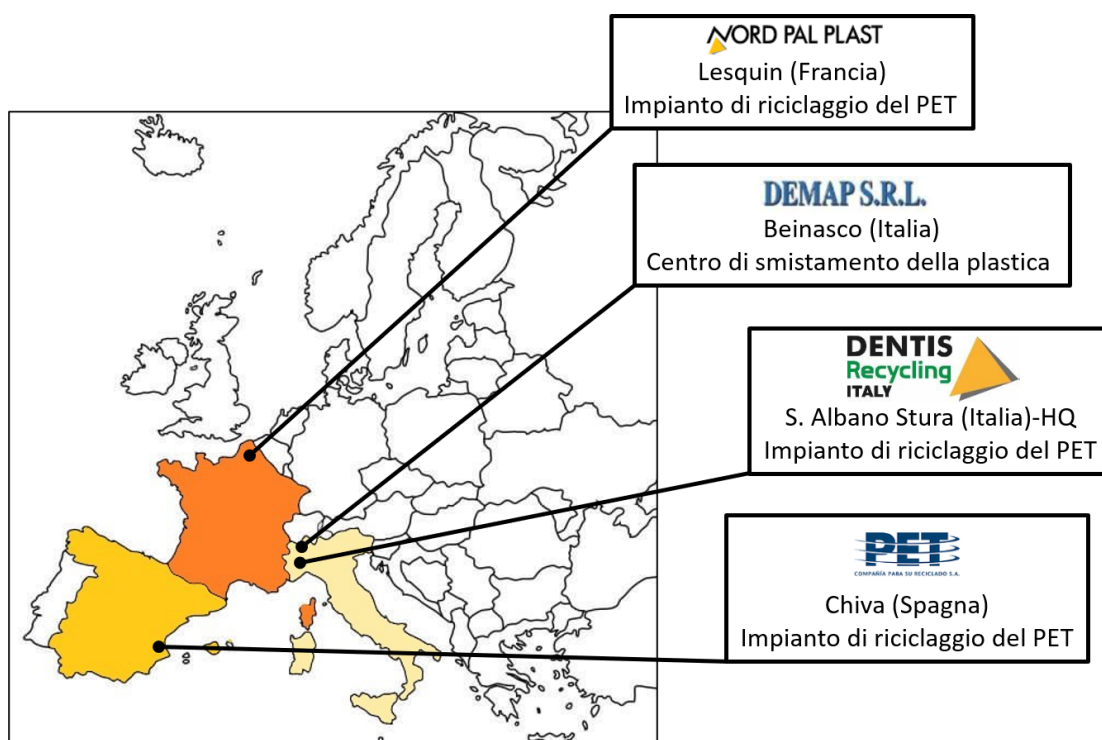 NORD PAL PLAST
Lesquin (Francia)
Impianto di riciclaggio del PET
DEMAP S.R.L.
Beinasco (Italia)
Centro di smistamento della plastica
DENTIS
Recycling
ITALY
S. Albano Stura (Italia)-HQ
Impianto di riciclaggio del PET
PET
COMPAÑÍA PARA SU RECICLADO S.A.
Chiva (Spagna)
Impianto di riciclaggio del PET